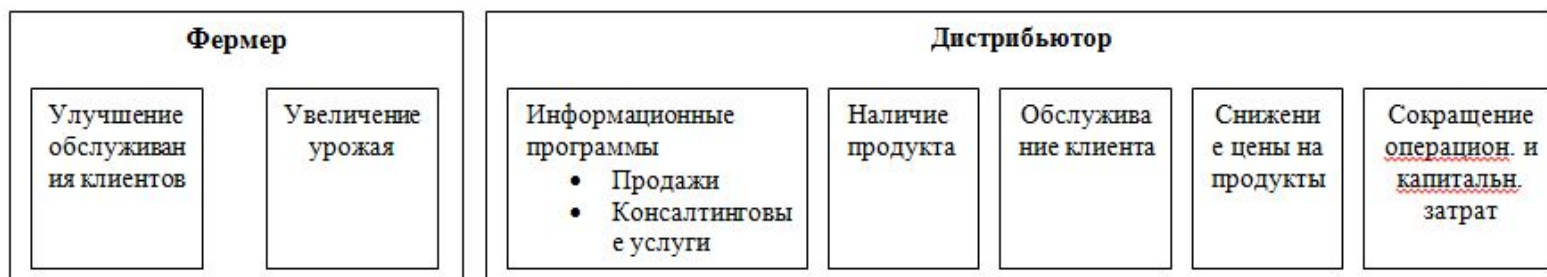 Фермер
Улучшение
обслуживан
ия клиентов
Увеличение
урожая
Дистрибьютор
Информационные
программы
• Продажи
• Консалтинговы
е услуги
Наличие
продукта
Обслужива
ние клиента
Снижени
е цены на
продукты
Сокращение
операцион. и
капитальн.
затрат